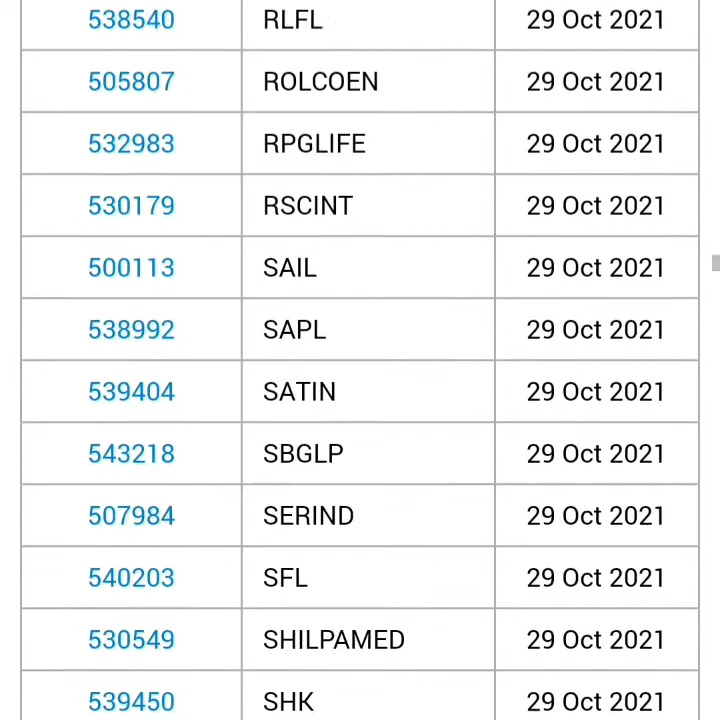 538540 RLFL 29 Oct 2021
505807 ROLCOEN 29 Oct 2021
532983 RPGLIFE 29 Oct 2021
530179 RSCINT 29 Oct 2021
500113 SAIL 29 Oct 2021
538992 SAPL 29 Oct 2021
539404 SATIN 29 Oct 2021
543218 SBGLP 29 Oct 2021
507984 SERIND 29 Oct 2021
540203 SFL 29 Oct 2021
530549 SHILPAMED 29 Oct 2021
539450 SHK 29 Oct 2021